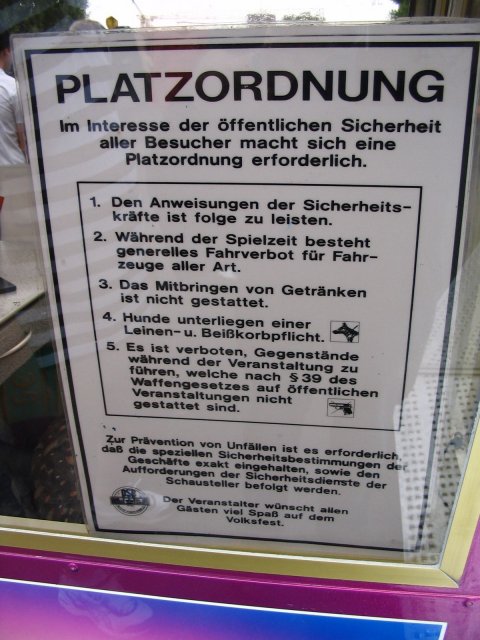 PLATZORDNUNG
Im Interesse der öffentlichen Sicherheit
aller Besucher macht sich eine
Platzordnung erforderlich.
1. Den Anweisungen der Sicherheits-
kräfte ist folge zu leisten.
2. Während der Spielzeit besteht
generelles Fahrverbot für Fahr-
zeuge aller Art.
3. Das Mitbringen von Getränken
ist nicht gestattet.
4. Hunde unterliegen einer
Leinen- u. Beißkorbpflicht.
5. Es ist verboten, Gegenstände
während der Veranstaltung zu
führen, welche nach § 39 des
Waffengesetzes auf öffentlichen
Veranstaltungen nicht
gestattet sind.
Zur Prävention von Unfällen ist es erforderlich,
daß die speziellen Sicherheitsbestimmungen der
Geschäfte exakt eingehalten, sowie den
Aufforderungen der Sicherheitsdienste der
Schausteller befolgt werden.
Der Veranstalter wünscht allen
Gästen viel Spaß auf dem
Volksfest.